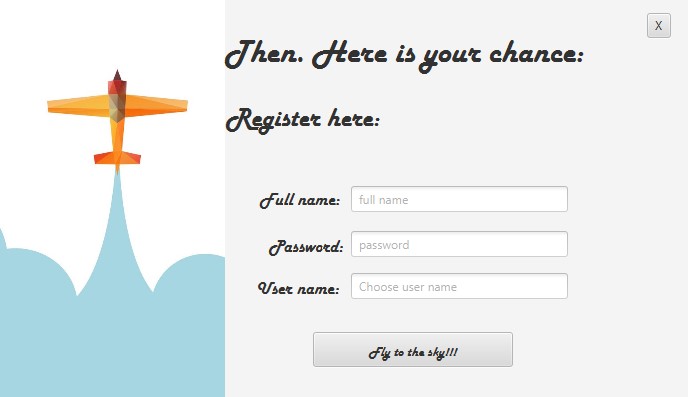 X
Then. Here is your chance:
Register here:
Full name: full name
Password: password
User name: Choose user name
Fly to the sky!!!